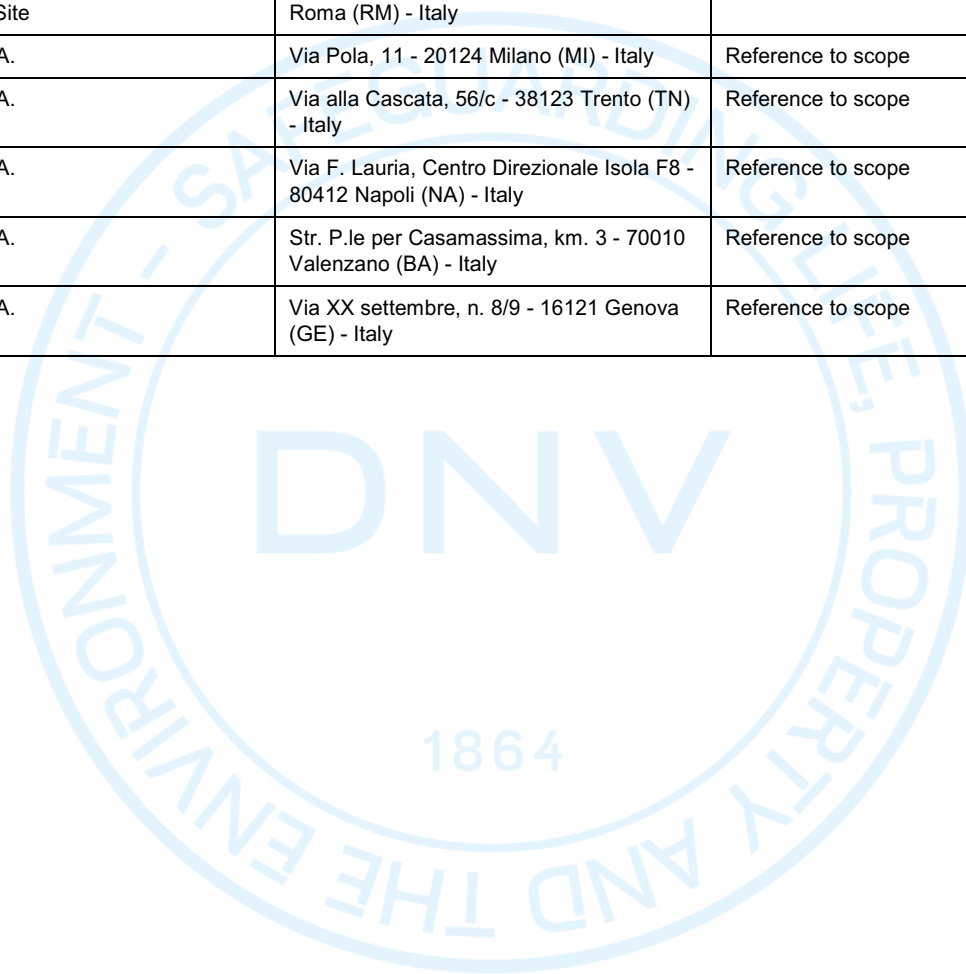 Site Roma (RM) - Italy
A. Via Pola, 11 - 20124 Milano (MI) - Italy Reference to scope
A. Via alla Cascata, 56/c - 38123 Trento (TN) Reference to scope
- Italy
A. Via F. Lauria, Centro Direzionale Isola F8 - Reference to scope
80412 Napoli (NA) - Italy
A. Str. P.le per Casamassima, km. 3 - 70010 Reference to scope
Valenzano (BA) - Italy
A. Via XX settembre, n. 8/9 - 16121 Genova Reference to scope
(GE) - Italy
SAFEGUARDING LIFE, PROPERTY AND THE ENVIRONMENT -
DNV
1864